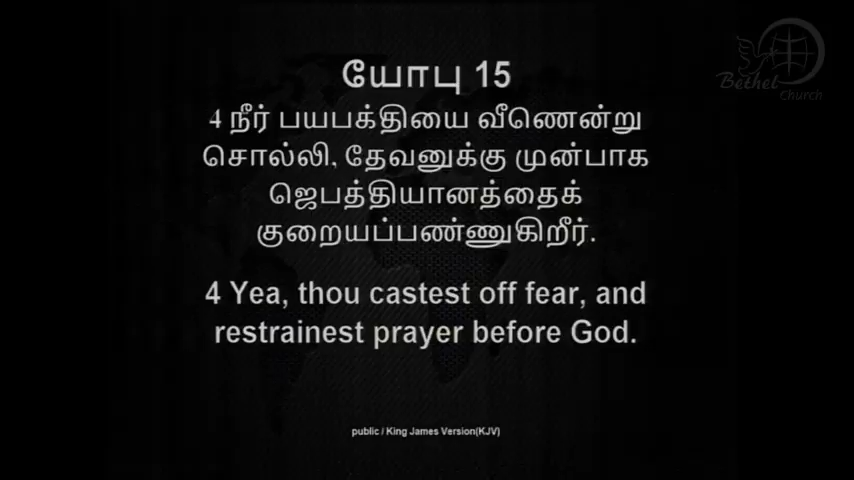 Bethel
Church
யோபு 15
4 நீர் பயபக்தியை வீணென்று
சொல்லி, தேவனுக்கு முன்பாக
ஜெபத்தியானத்தைக்
குறையப்பண்ணுகிறீர்.
4 Yea, thou castest off fear, and
restrainest prayer before God.
public / King James Version(KJV)